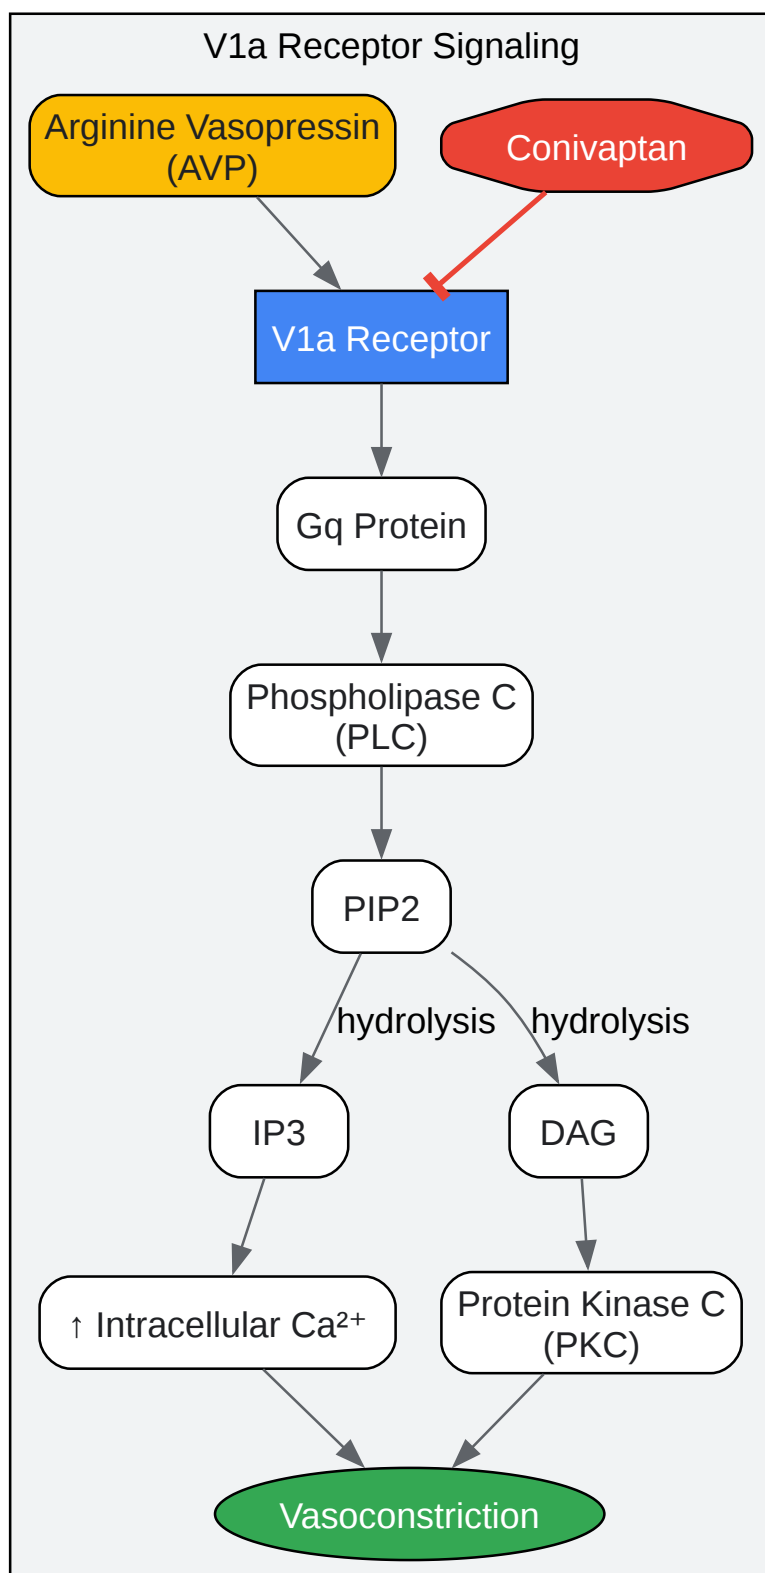 V1a Receptor Signaling
Arginine Vasopressin
(AVP)
Conivaptan
V1a Receptor
Gq Protein
Phospholipase C
(PLC)
PIP2
hydrolysis
hydrolysis
IP3
DAG
↑ Intracellular Ca²⁺
Protein Kinase C
(PKC)
Vasoconstriction